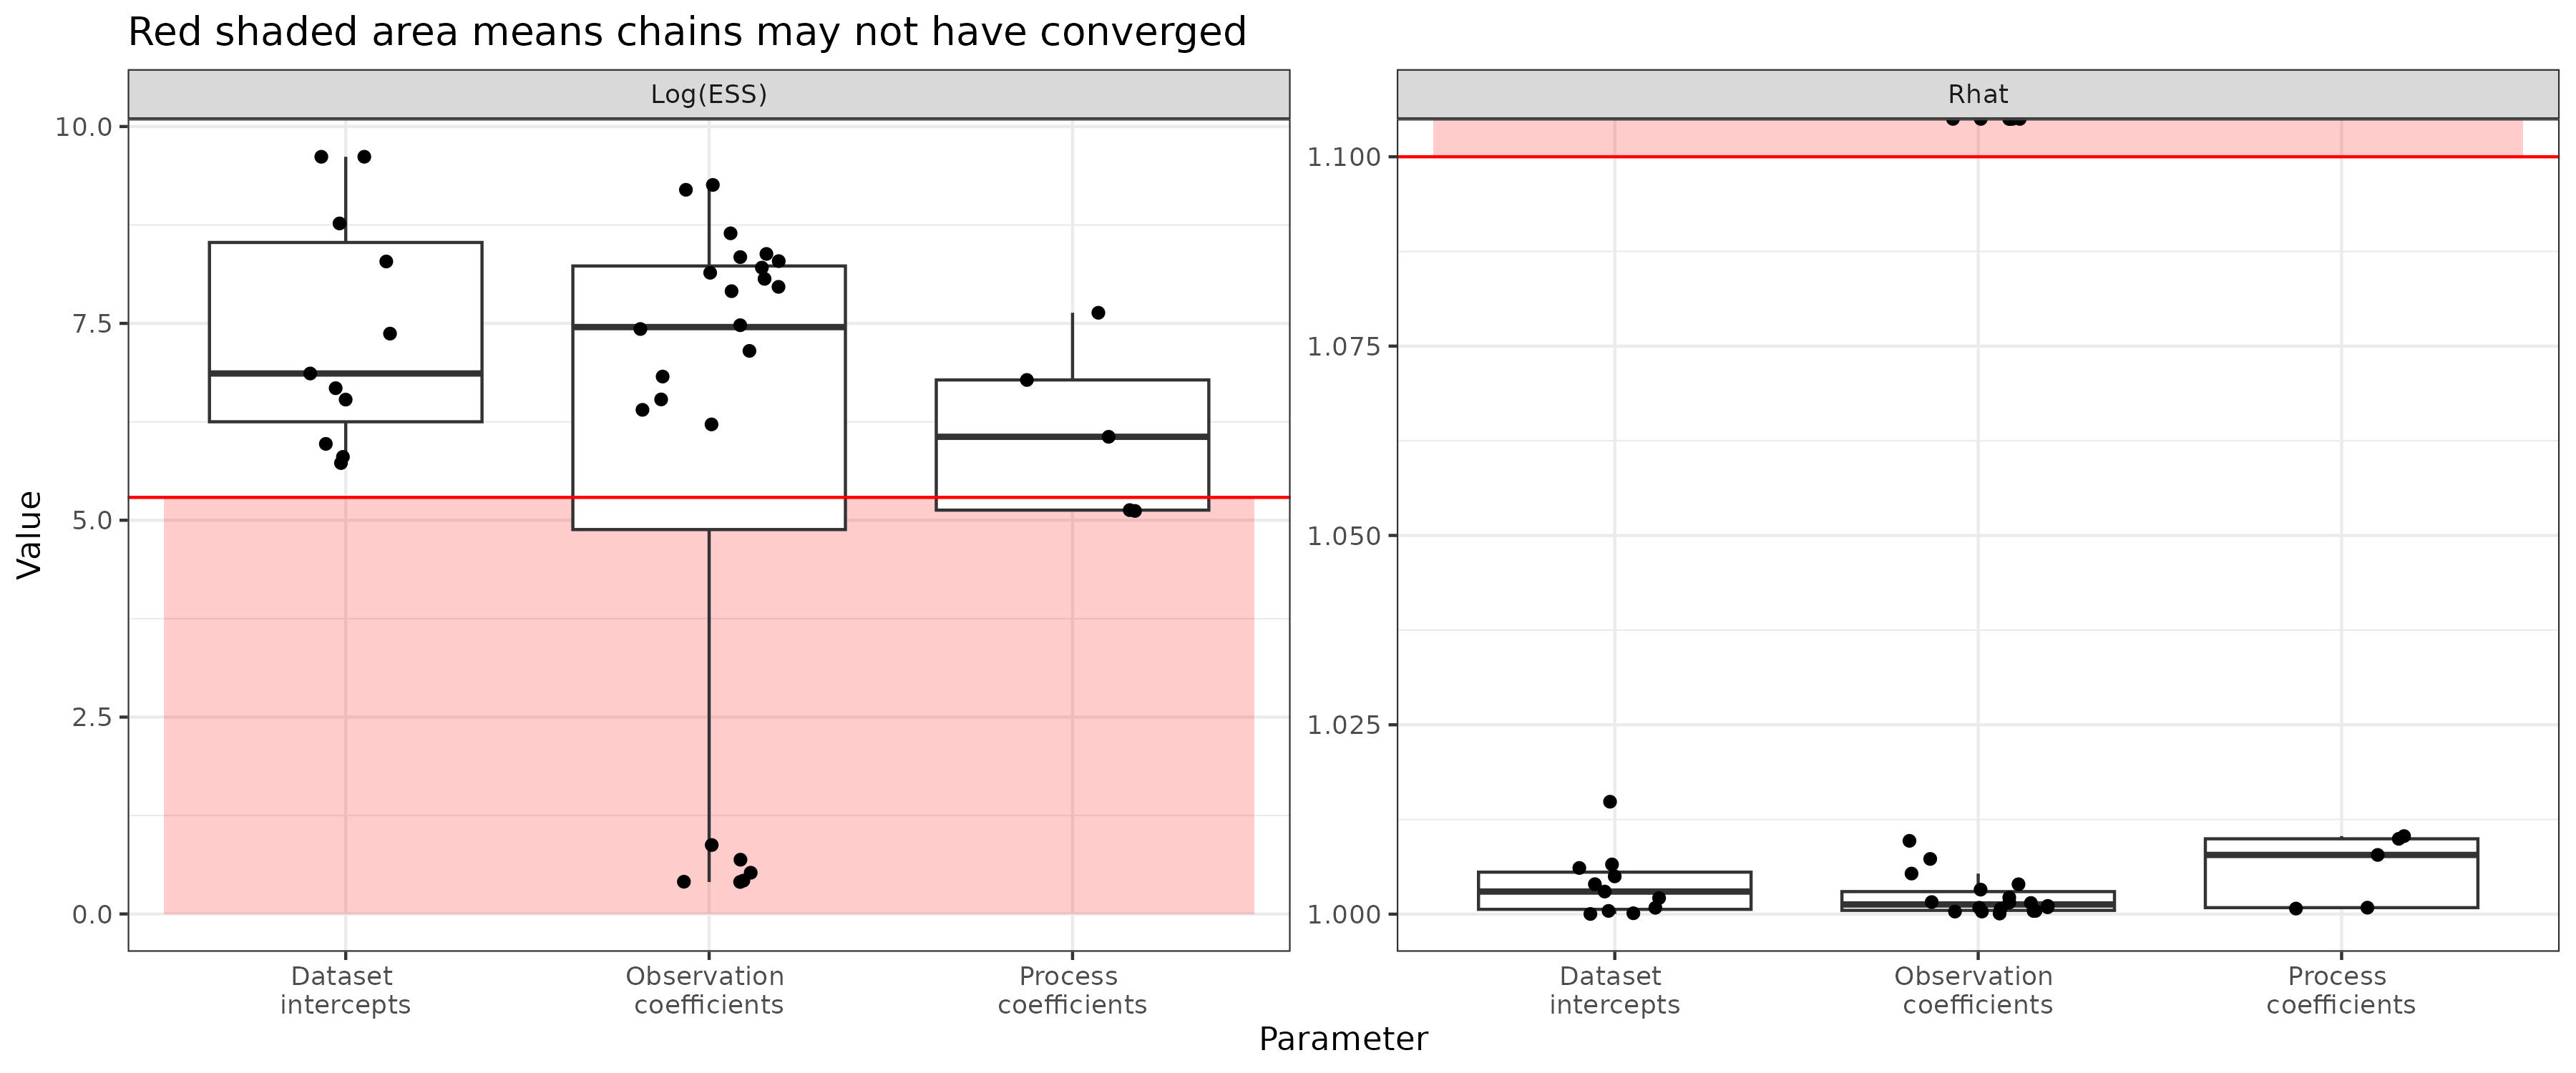 Red shaded area means chains may not have converged
Log(ESS)
Rhat
Value
10.0
7.5
5.0
2.5
0.0
1.100
1.075
1.050
1.025
1.000
Dataset
intercepts
Observation
coefficients
Process
coefficients
Dataset
intercepts
Observation
coefficients
Process
coefficients
Parameter